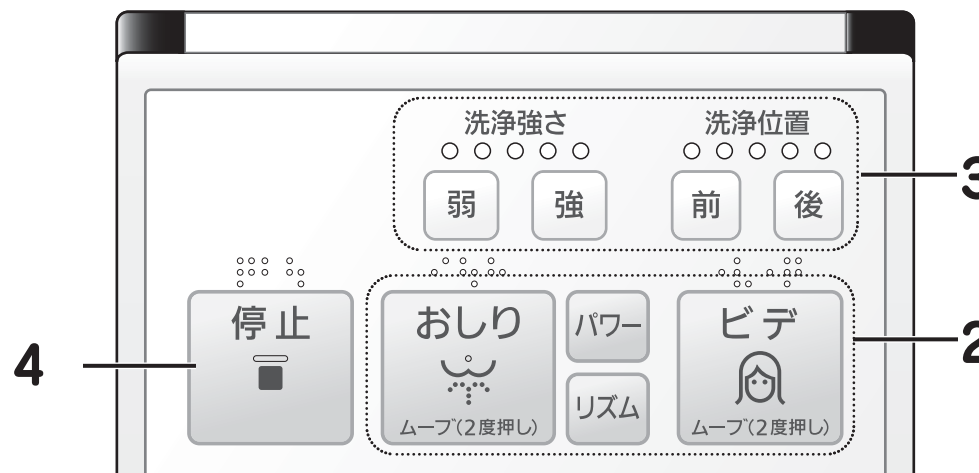 洗浄強さ 洗浄位置
弱 強 前 後
3
停止 おしり パワー ビデ
2
4
リズム
ムーブ(2度押し) ムーブ(2度押し)